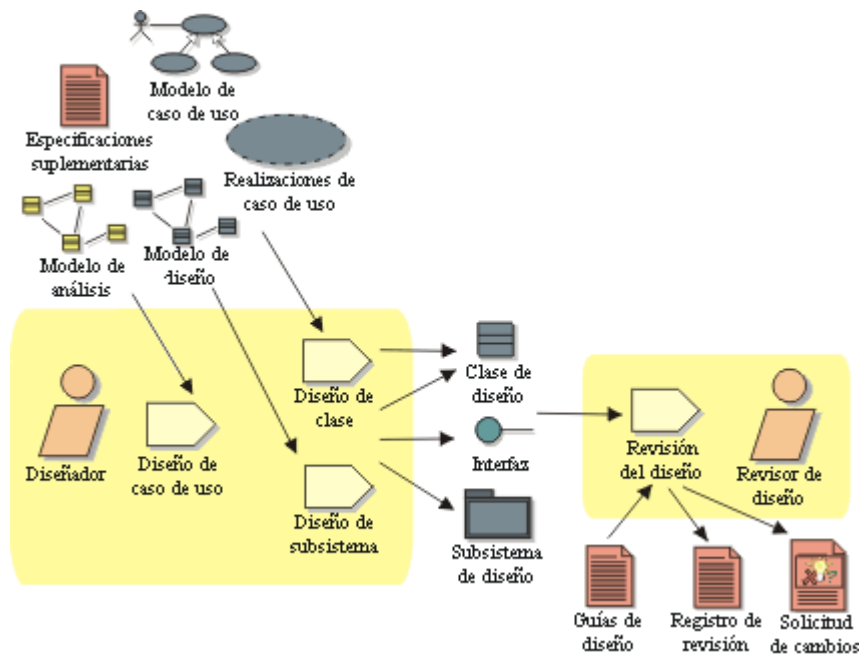 Modelo de
caso de uso
Especificaciones
suplementarias
Realizaciones de
caso de uso
Modelo de
análisis
Modelo de
diseño
Diseñador
Diseño de
caso de uso
Diseño de
clase
Diseño de
subsistema
Clase de
diseño
Interfaz
Subsistema
de diseño
Revisión
del diseño
Revisor de
diseño
Guías de
diseño
Registro de
revisión
Solicitud
de cambios